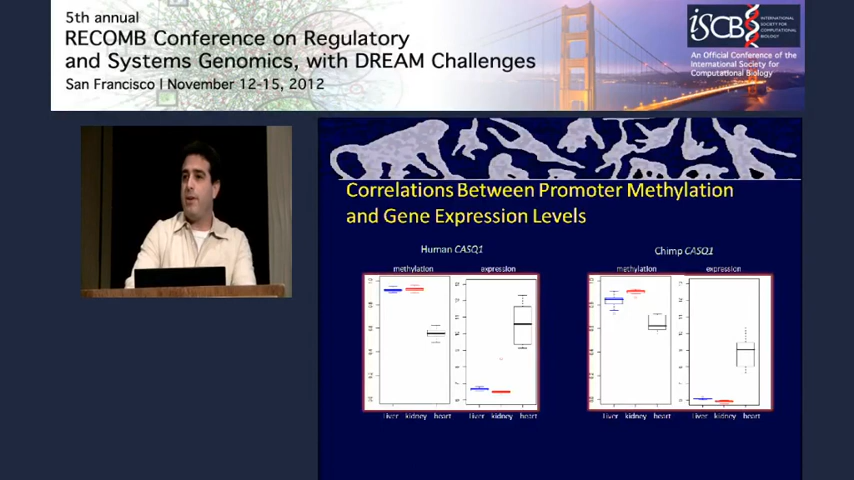 5th annual
RECOMB Conference on Regulatory
and Systems Genomics, with DREAM Challenges
San Francisco | November 12-15, 2012
iSCB
INTERNATIONAL
SOCIETY FOR
COMPUTATIONAL
BIOLOGY
An Official Conference of the
International Society for
Computational Biology
Correlations Between Promoter Methylation
and Gene Expression Levels
Human CASQ1
Chimp CASQ1
methylation
expression
methylation
expression
Liver kidney heart
Liver kidney heart
Liver kidney heart
Liver kidney heart